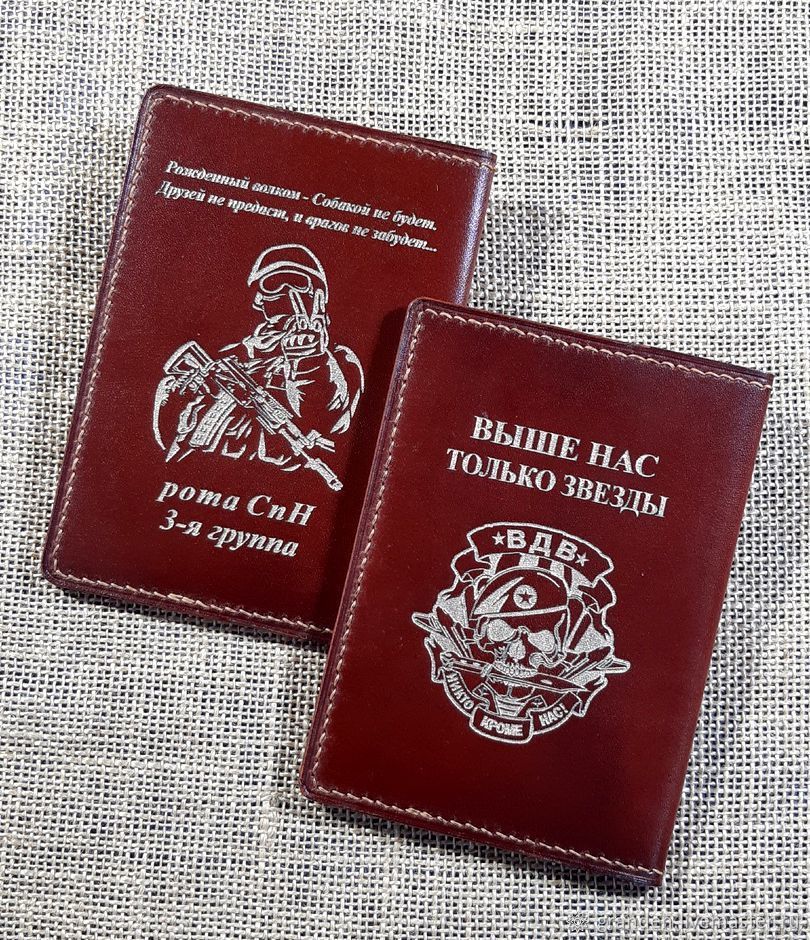 Рожденный волком - Собакой не будет.
Друзей не предаст, и врагов не забудет...
рота СпН
3-я группа
ВЫШЕ НАС
ТОЛЬКО ЗВЕЗДЫ
ВДВ
НИКТО КРОМЕ НАС!